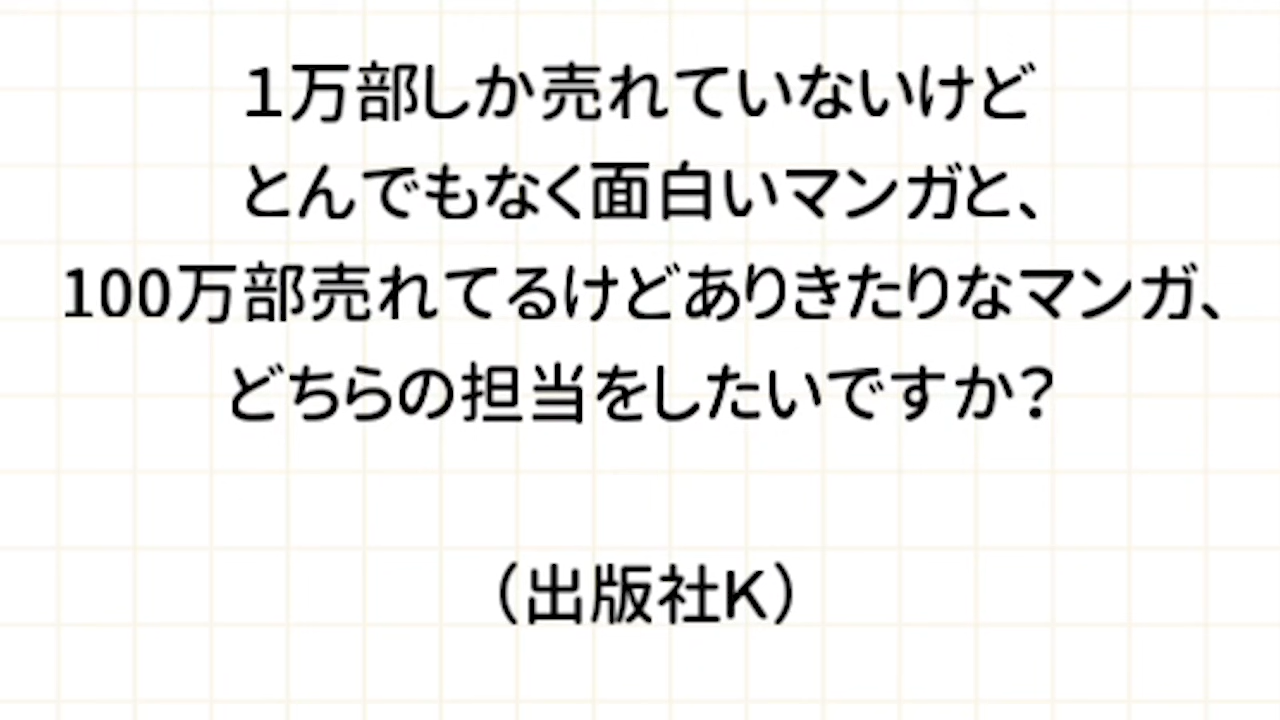 １万部しか売れていないけど
とんでもなく面白いマンガと、
100万部売れてるけどありきたりなマンガ、
どちらの担当をしたいですか？
（出版社K）